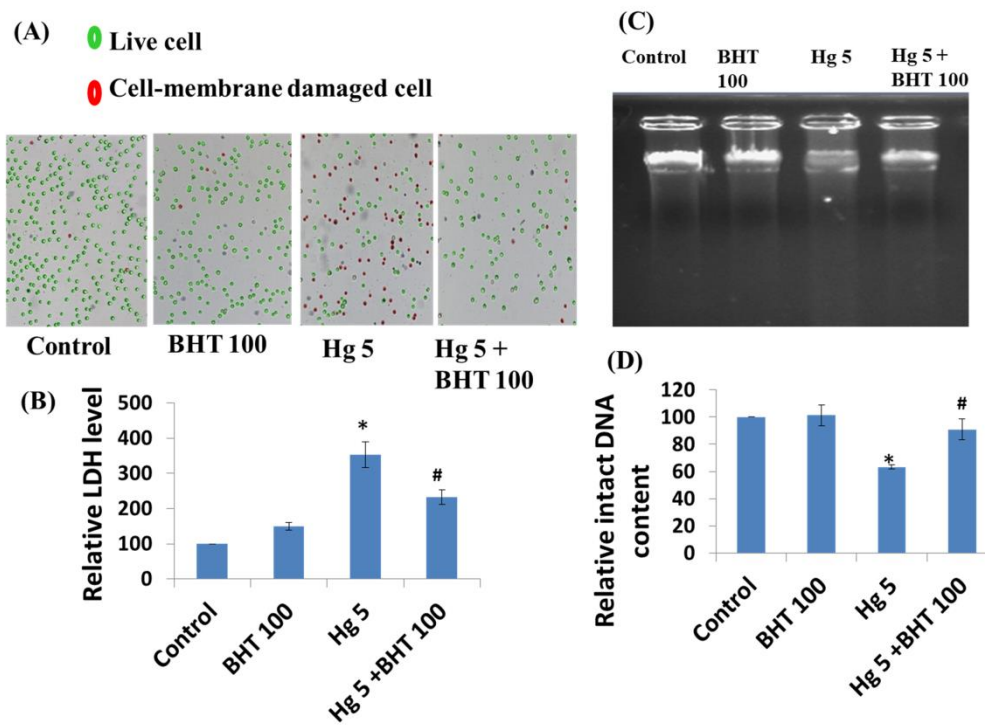 (A)
Live cell
Cell-membrane damaged cell
Control
BHT 100
Hg 5
Hg 5 +
BHT 100
(B)
Relative LDH level
500
400
300
200
100
0
*
#
Control
BHT 100
Hg 5
Hg 5 +BHT 100
(C)
Control
BHT
100
Hg 5
Hg 5 +
BHT 100
(D)
Relative intact DNA
content
120
100
80
60
40
20
0
*
#
Control
BHT 100
Hg 5
Hg 5 +BHT 100